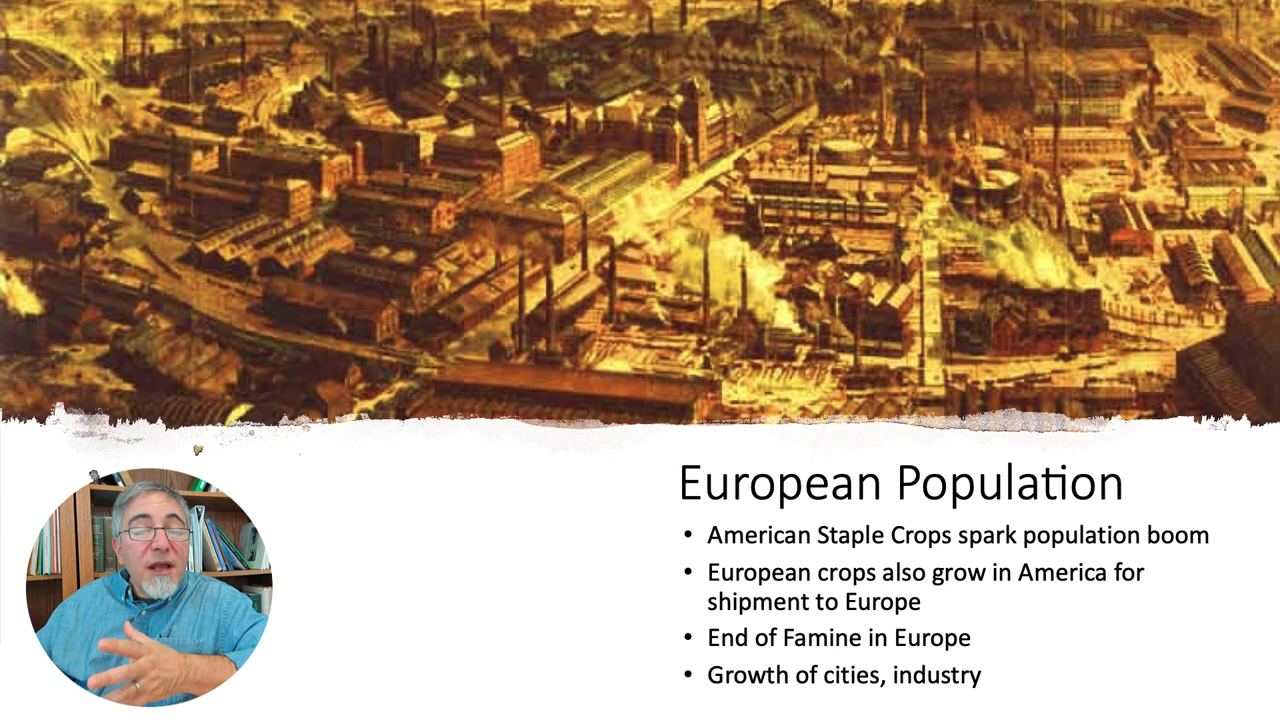 European Population
• American Staple Crops spark population boom
• European crops also grow in America for
shipment to Europe
• End of Famine in Europe
• Growth of cities, industry